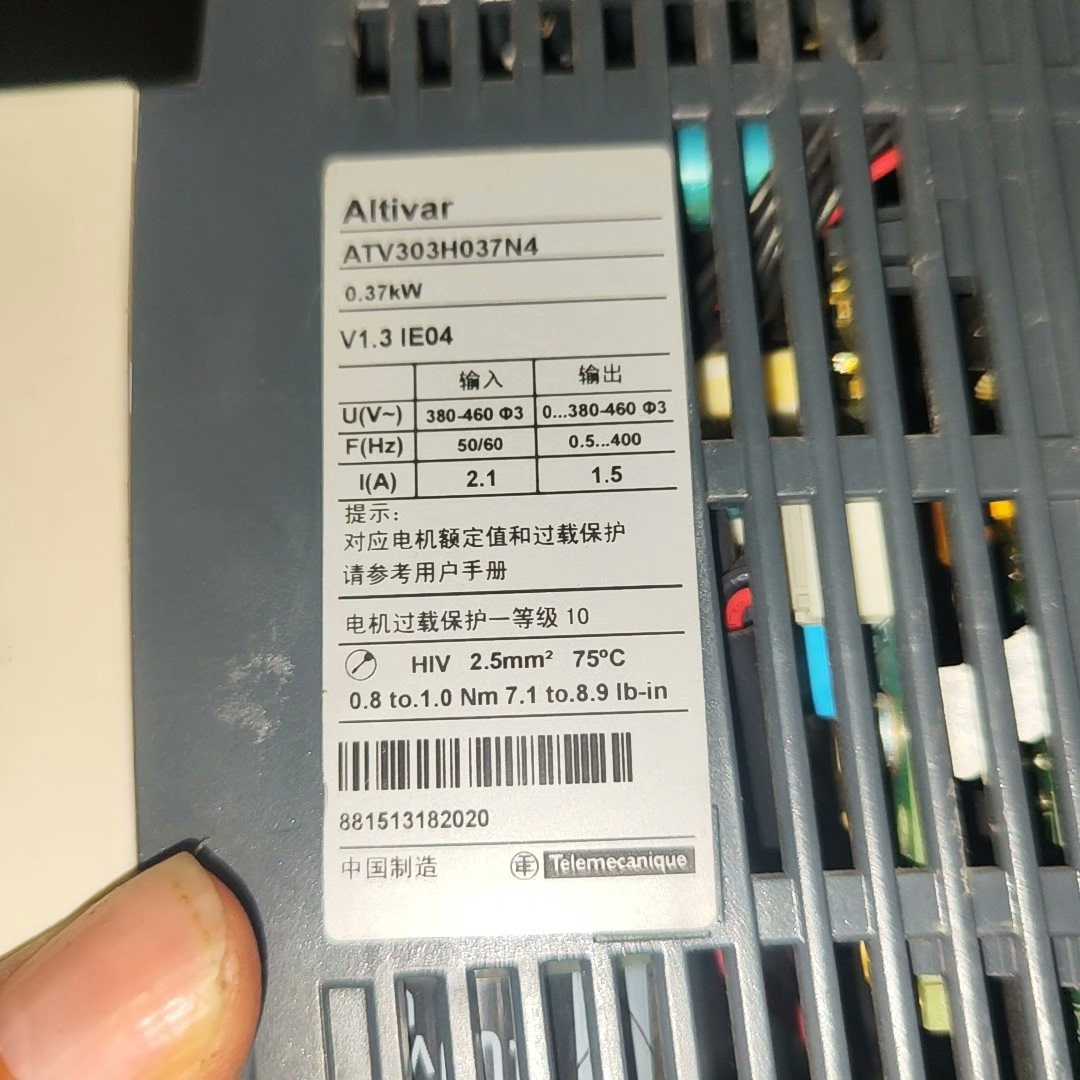 Altivar
ATV303H037N4
0.37kW
V1.3 IE04
输入 输出
U(V~) 380-460 Φ3 0...380-460 Φ3
F(Hz) 50/60 0.5...400
I(A) 2.1 1.5
提示:
对应电机额定值和过载保护
请参考用户手册
电机过载保护一等级 10
HIV 2.5mm² 75ºC
0.8 to.1.0 Nm 7.1 to.8.9 lb-in
881513182020
中国制造 Telemecanique